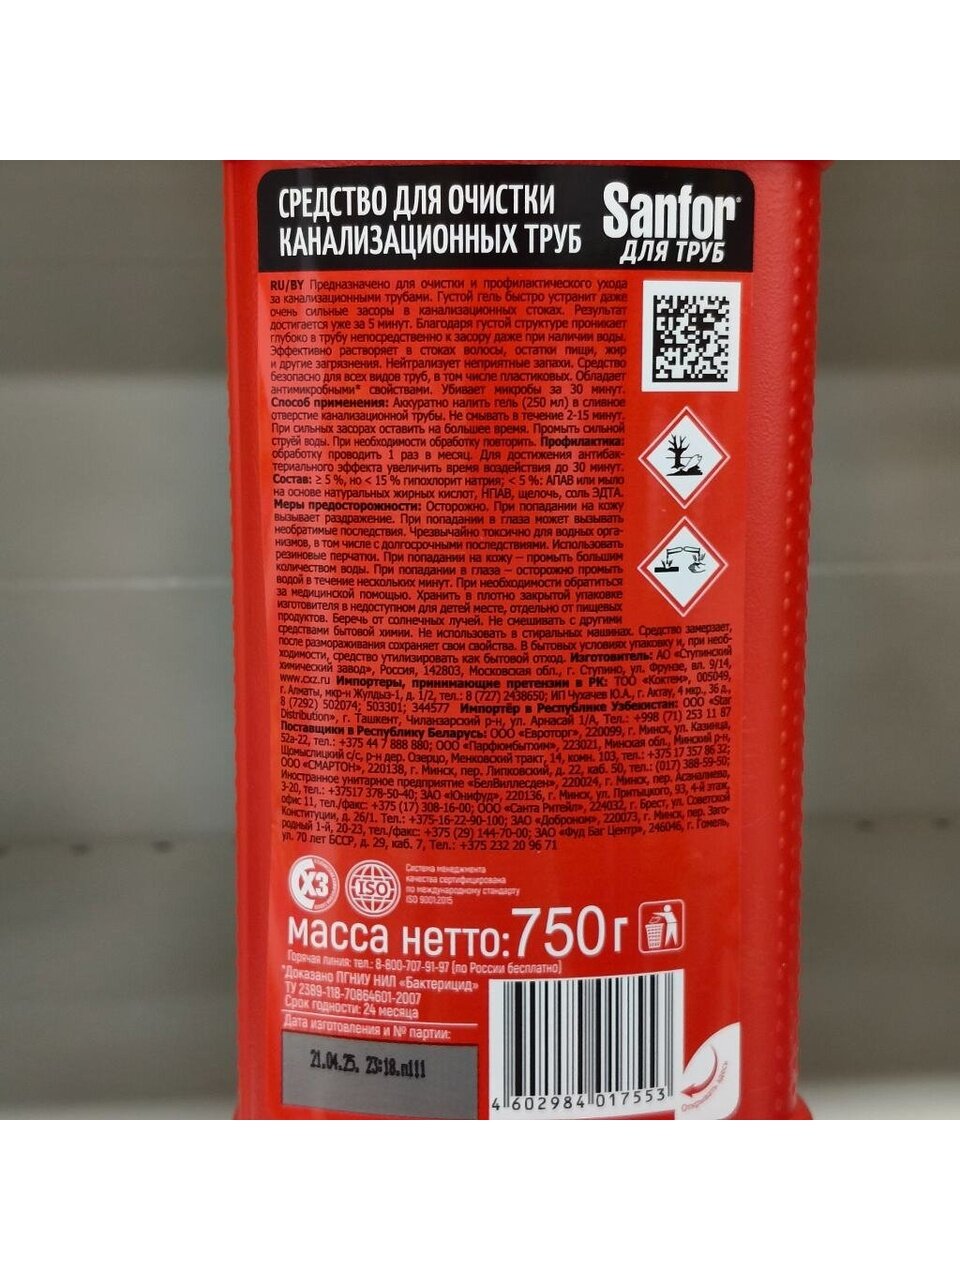 СРЕДСТВО ДЛЯ ОЧИСТКИ
КАНАЛИЗАЦИОННЫХ ТРУБ
Sanfor®
ДЛЯ ТРУБ
RU/BY Предназначено для очистки и профилактического ухода
за канализационными трубами. Густой гель быстро устранит даже
очень сильные засоры в канализационных стоках. Результат
достигается уже за 5 минут. Благодаря густой структуре проникает
глубоко в трубу непосредственно к засору даже при наличии воды.
Эффективно растворяет в стоках волосы, остатки пищи, жир
и другие загрязнения. Нейтрализует неприятные запахи. Средство
безопасно для всех видов труб, в том числе пластиковых. Обладает
антимикробными* свойствами. Убивает микробы за 30 минут.
Способ применения: Аккуратно налить гель (250 мл) в сливное
отверстие канализационной трубы. Не смывать в течение 2-15 минут.
При сильных засорах оставить на большее время. Промыть сильной
струёй воды. При необходимости обработку повторить. Профилактика:
обработку проводить 1 раз в месяц. Для достижения антибак-
териального эффекта увеличить время воздействия до 30 минут.
Состав: ≥ 5 %, но < 15 % гипохлорит натрия; < 5 %: АПАВ или мыло
на основе натуральных жирных кислот, НПАВ, щелочь, соль ЭДТА.
Меры предосторожности: Осторожно. При попадании на кожу
вызывает раздражение. При попадании в глаза может вызывать
необратимые последствия. Чрезвычайно токсично для водных орга-
низмов, в том числе с долгосрочными последствиями. Использовать
резиновые перчатки. При попадании на кожу – промыть большим
количеством воды. При попадании в глаза – осторожно промыть
водой в течение нескольких минут. При необходимости обратиться
за медицинской помощью. Хранить в плотно закрытой упаковке
изготовителя в недоступном для детей месте, отдельно от пищевых
продуктов. Беречь от солнечных лучей. Не смешивать с другими
средствами бытовой химии. Не использовать в стиральных машинах. Средство замерзает,
после размораживания сохраняет свои свойства. В бытовых условиях упаковку и, при необ-
ходимости, средство утилизировать как бытовой отход. Изготовитель: АО «Ступинский
химический завод», Россия, 142803, Московская обл., г. Ступино, ул. Фрунзе, вл. 9/14,
www.cxz.ru Импортеры, принимающие претензии в РК: ТОО «Коктем», 005049,
г. Алматы, мкр-н Жулдыз-1, д. 1/2, тел.: 8 (727) 2438650; ИП Чухачев Ю.А., г. Актау, 4 мкр., 36 д.,
8 (7292) 502074; 503301; 344577 Импортёр в Республике Узбекистан: ООО «Star
Distribution», г. Ташкент, Чиланзарский р-н, ул. Арнасай 1/А, Тел.: +998 (71) 253 11 87
Поставщики в Республику Беларусь: ООО «Евроторг», 220099, г. Минск, ул. Казинца,
52а-22, тел.: +375 44 7 888 880; ООО «Парфюмбытхим», 223021, Минская обл., Минский р-н,
Щомыслицкий с/с, р-н дер. Озерцо, Менковский тракт, 14, комн. 103, тел.: +375 17 357 86 32;
ООО «СМАРТОН», 220138, г. Минск, пер. Липковский, д. 22, каб. 50, тел.: (017) 388-59-50;
Иностранное унитарное предприятие «БелВиллесден», 220024, г. Минск, пер. Асаналиева,
3-20, тел.: +37517 378-50-40; ЗАО «Юнифуд», 220136, г. Минск, ул. Притыцкого, 93, 4-й этаж,
офис 11, тел./факс: +375 (17) 308-16-00; ООО «Санта Ритейл», 224032, г. Брест, ул. Советской
Конституции, д. 26/1. Тел.: +375-16-22-90-100; ЗАО «Доброном», 220073, г. Минск, пер. Заго-
родный 1-й, 20-23, тел./факс: +375 (29) 144-70-00; ЗАО «Фуд Баг Центр», 246046, г. Гомель,
ул. 70 лет БССР, д. 29, каб. 7, Тел.: +375 232 20 96 71
СХЗ
ISO
Система менеджмента
качества сертифицирована
по международному стандарту
ISO 9001:2015
масса нетто: 750 г
Горячая линия: тел.: 8-800-707-91-97 (по России бесплатно)
*Доказано ПГНИУ НИЛ «Бактерицид»
ТУ 2389-118-70864601-2007
Срок годности: 24 месяца
Дата изготовления и № партии:
21.04.25. 23:18.п111
4 602984 017553
Открывать здесь